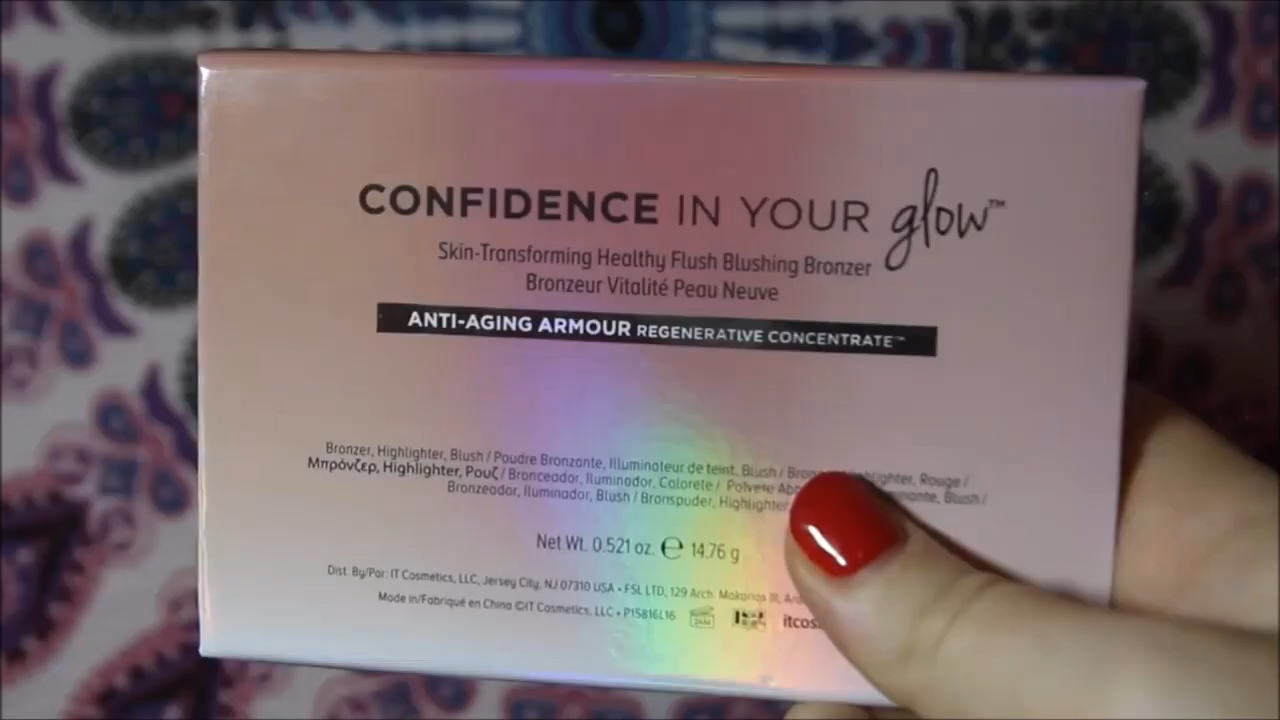 CONFIDENCE IN YOUR glow™
Skin-Transforming Healthy Flush Blushing Bronzer
Bronzeur Vitalité Peau Neuve
ANTI-AGING ARMOUR REGENERATIVE CONCENTRATE™
Bronzer, Highlighter, Blush / Poudre Bronzante, Illuminateur de teint, Blush / Rouge /
Μπρόνζερ, Highlighter, Ρουζ / Bronceador, Iluminador, Colorete / Polvere Blush /
Bronzeador, Iluminador, Blush / Bronspuder, Highlighter
Net Wt. 0.521 oz. ℮ 14.76 g
Dist. By/Par: IT Cosmetics, LLC, Jersey City, NJ 07310 USA • FSL LTD, 129 Arch. Makarios III,
Made in/Fabriqué en China ©IT Cosmetics, LLC • P15816L16 24M